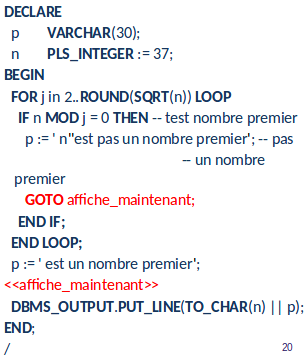 DECLARE
p VARCHAR(30);
n PLS_INTEGER := 37;
BEGIN
FOR j in 2..ROUND(SQRT(n)) LOOP
IF n MOD j = 0 THEN -- test nombre premier
p := ' n''est pas un nombre premier'; -- pas
-- un nombre
premier
GOTO affiche_maintenant;
END IF;
END LOOP;
p := ' est un nombre premier';
<<affiche_maintenant>>
DBMS_OUTPUT.PUT_LINE(TO_CHAR(n) || p);
END;
/ 20